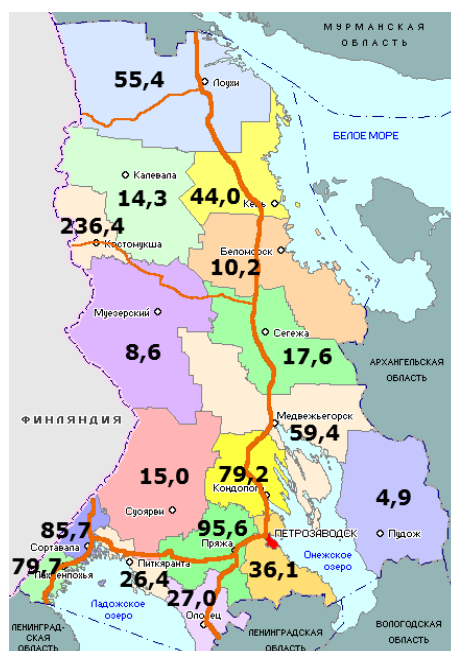 МУРМАНСКАЯ
ОБЛАСТЬ
55,4
Лоухи
БЕЛОЕ МОРЕ
Калевала
14,3
44,0
Кемь
236,4
Костомукша
Беломорск
10,2
Муезерский
8,6
Сегежа
17,6
АРХАНГЕЛЬСКАЯ
ОБЛАСТЬ
ФИНЛЯНДИЯ
Медвежьегорск
59,4
15,0
79,2
Кондопога
4,9
Суоярви
85,7
95,6
ПЕТРОЗАВОДСК
Пудож
Сортавала
Пряжа
Онежское
озеро
79,7
Питкяранта
26,4
36,1
Ладожское
озеро
27,0
Олонец
ЛЕНИНГРАД-
СКАЯ
ОБЛАСТЬ
ЛЕНИНГРАДСКАЯ
ОБЛАСТЬ
ВОЛОГОДСКАЯ
ОБЛАСТЬ